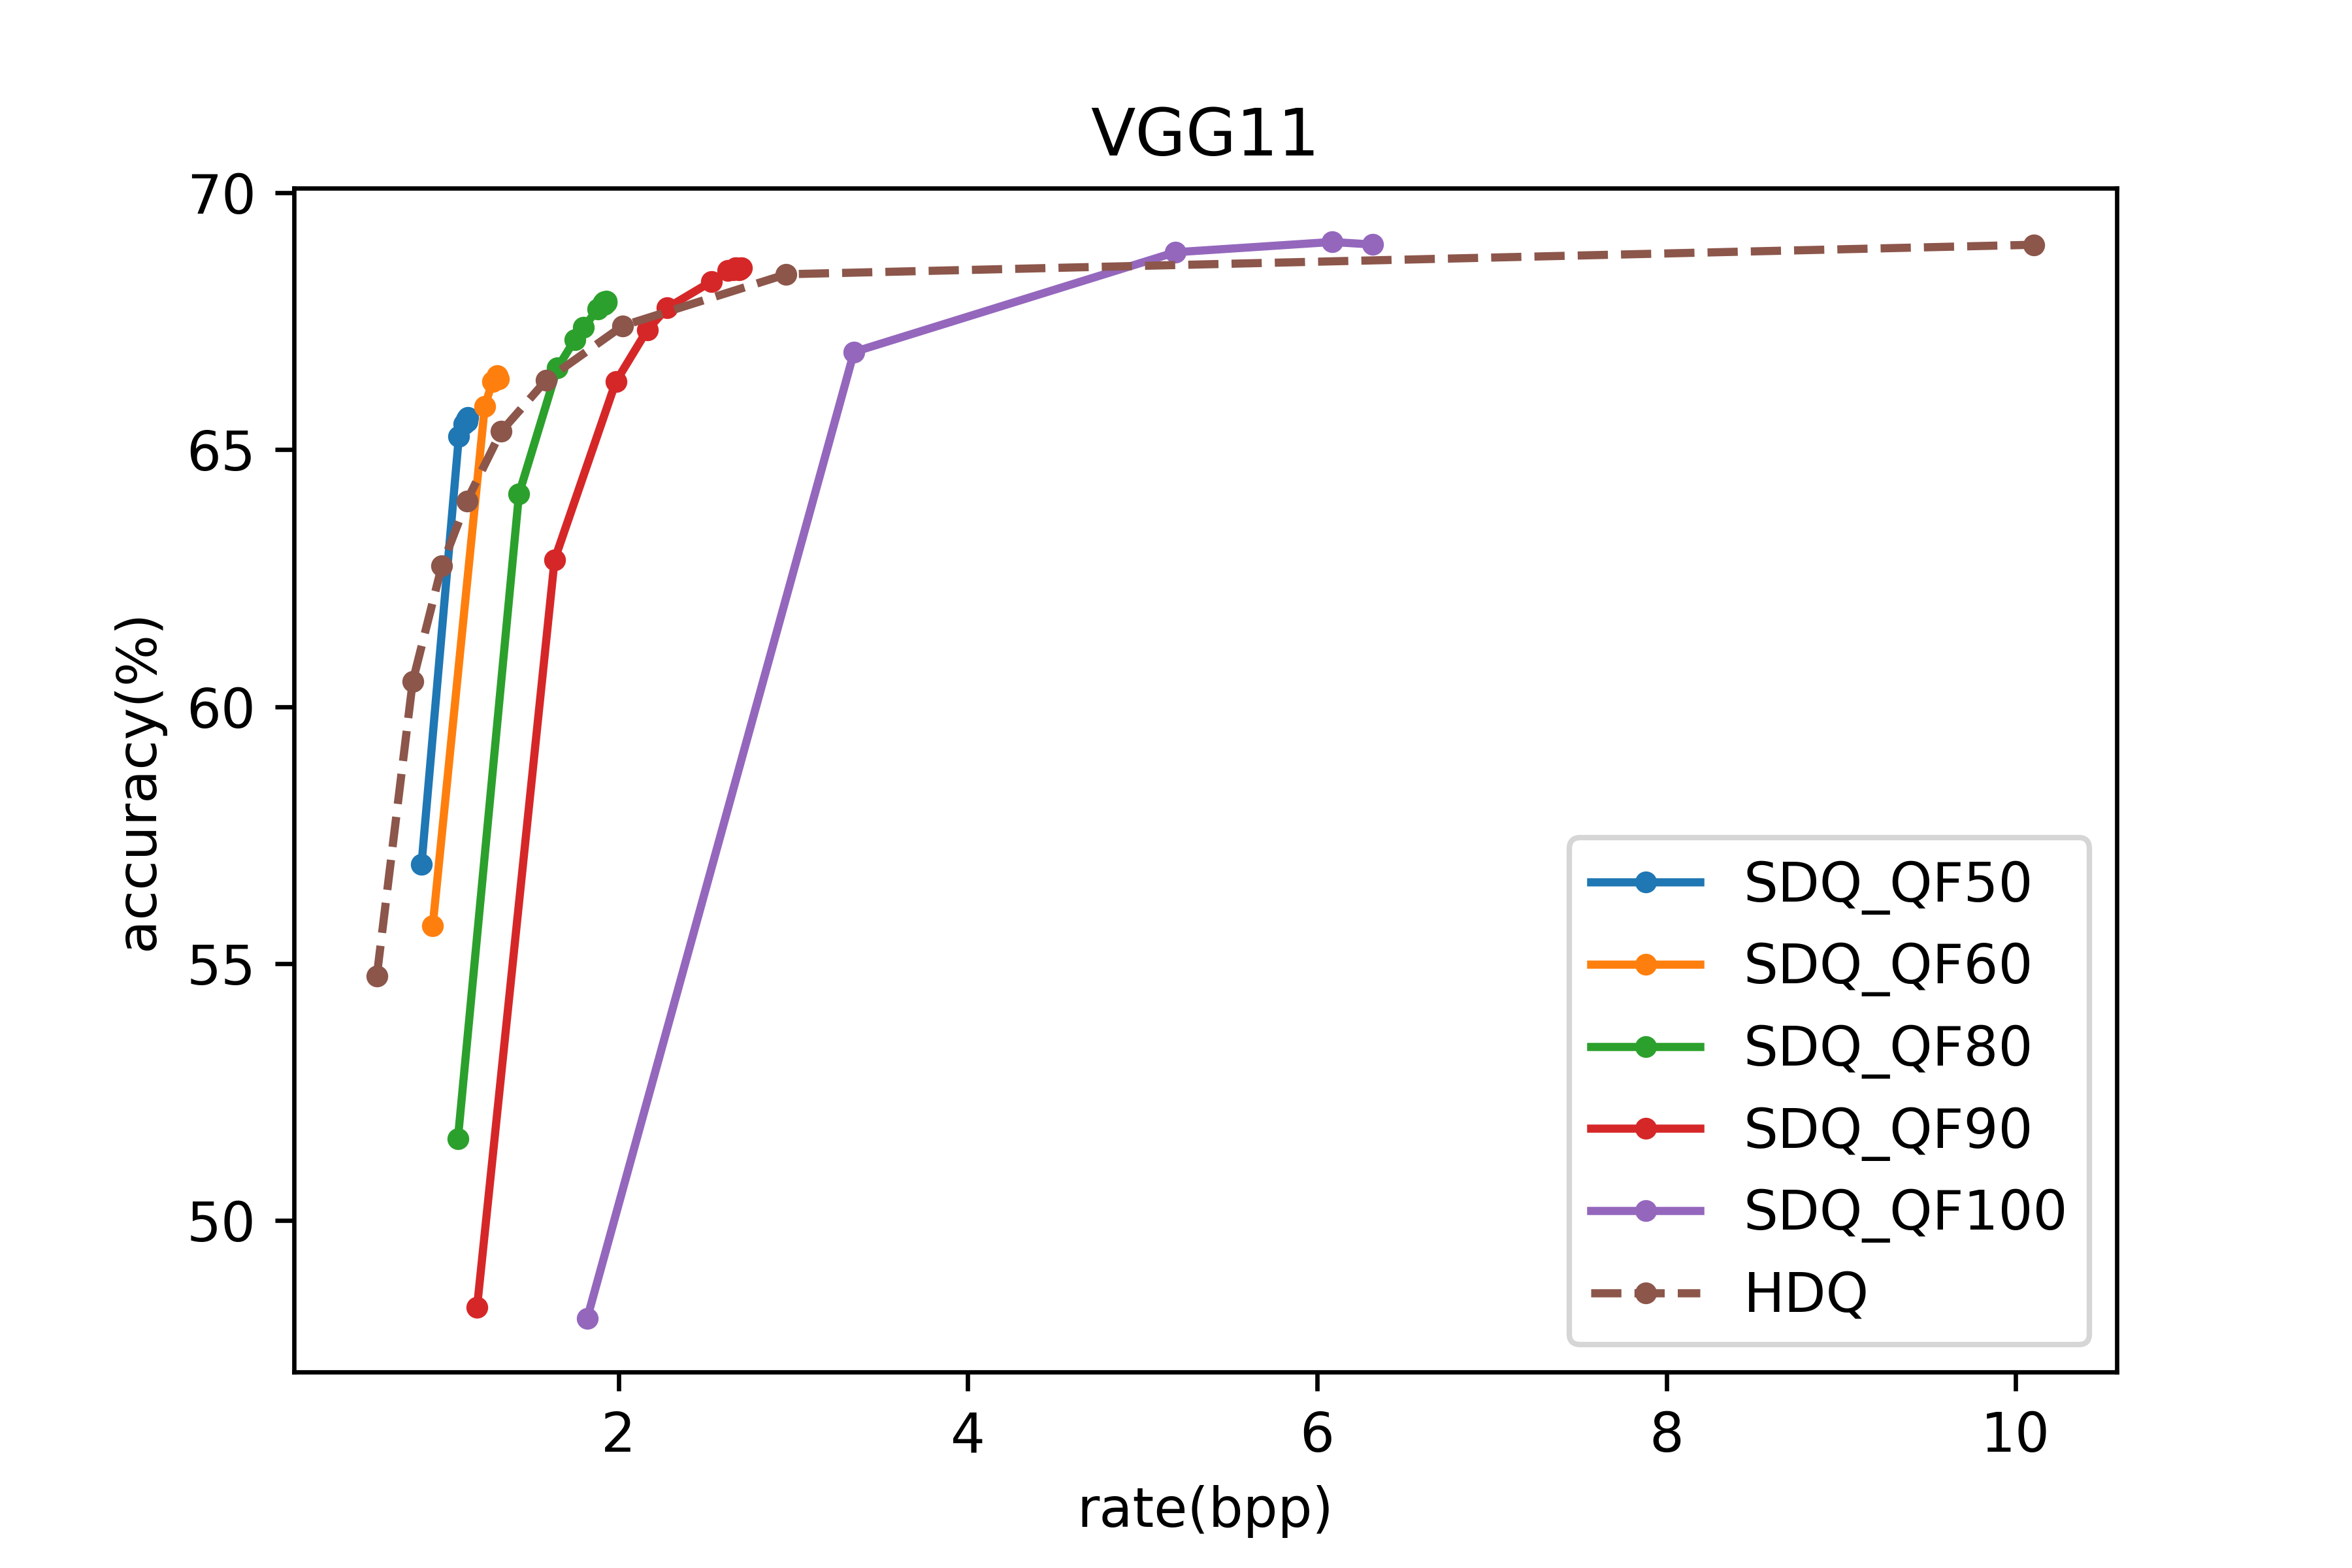 VGG11
70
65
60
55
50
accuracy(%)
2 4 6 8 10
rate(bpp)
SDQ_QF50
SDQ_QF60
SDQ_QF80
SDQ_QF90
SDQ_QF100
HDQ